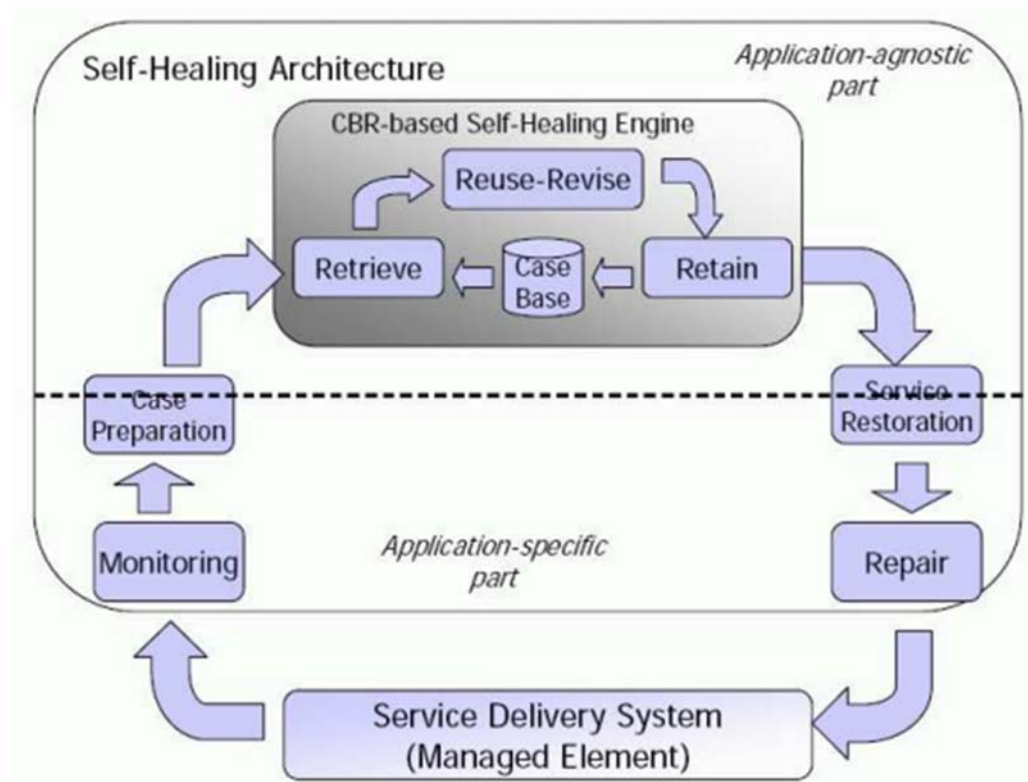 Self-Healing Architecture
Application-agnostic
part
CBR-based Self-Healing Engine
Reuse-Revise
Retrieve
Case
Base
Retain
Case
Preparation
Service
Restoration
Monitoring
Application-specific
part
Repair
Service Delivery System
(Managed Element)